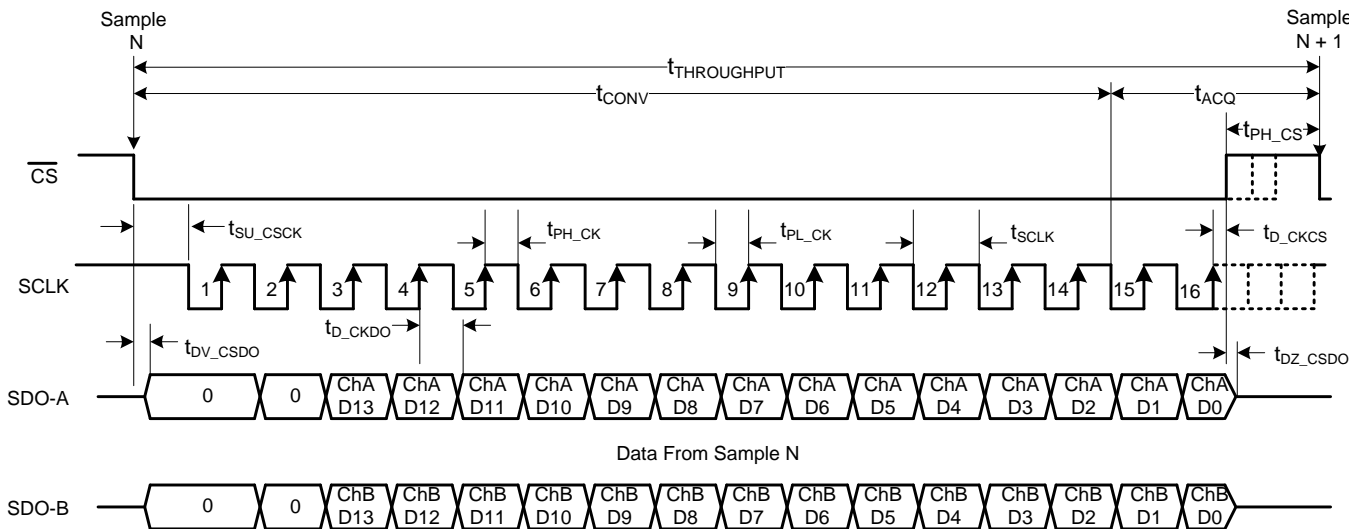 Sample
N
Sample
N + 1
tTHROUGHPUT
tCONV
tACQ
tPH_CS
CS
tSU_CSCK
tPH_CK
tPL_CK
tSCLK
tD_CKCS
SCLK
1 2 3 4 5 6 7 8 9 10 11 12 13 14 15 16
tD_CKDO
tDV_CSDO
tDZ_CSDO
SDO-A
0 0 ChA ChA ChA ChA ChA ChA ChA ChA ChA ChA ChA ChA ChA ChA
D13 D12 D11 D10 D9 D8 D7 D6 D5 D4 D3 D2 D1 D0
Data From Sample N
SDO-B
0 0 ChB ChB ChB ChB ChB ChB ChB ChB ChB ChB ChB ChB ChB ChB
D13 D12 D11 D10 D9 D8 D7 D6 D5 D4 D3 D2 D1 D0